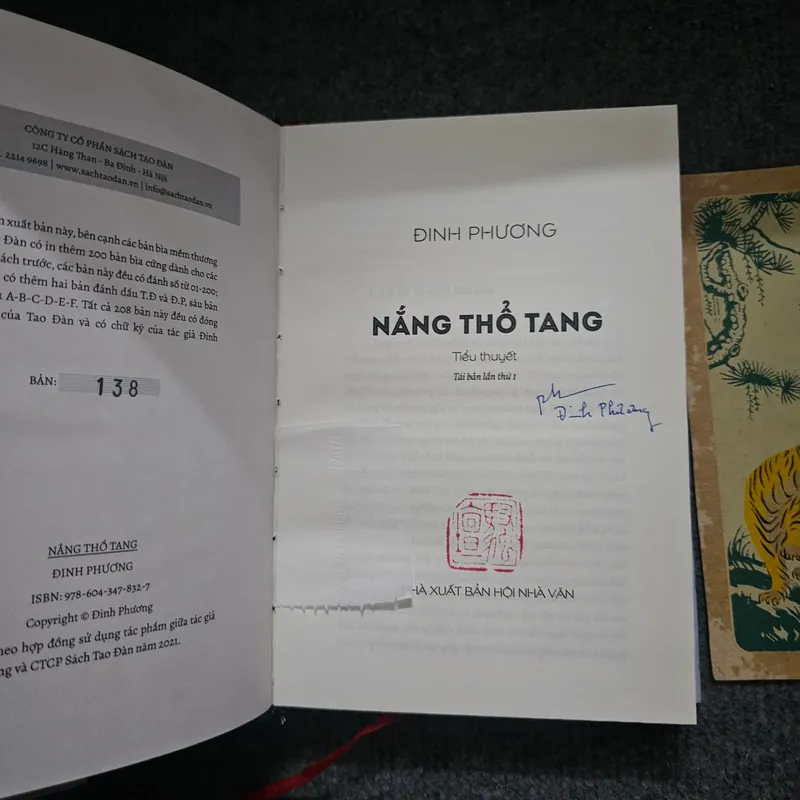 CÔNG TY CỔ PHẦN SÁCH TAO ĐÀN
12C Hàng Than - Ba Đình - Hà Nội
2214 9698 | www.sachtaodan.vn | info@sachtaodan.vn
xuất bản này, bên cạnh các bản bìa mềm thương
Đàn có in thêm 200 bản bìa cứng dành cho các
sách trước, các bản này đều có đánh số từ 01-200;
có thêm hai bản đánh dấu T.Đ và Đ.P, sáu bản
A-B-C-D-E-F. Tất cả 208 bản này đều có đóng
của Tao Đàn và có chữ ký của tác giả Đinh
BẢN: 138
NẮNG THỔ TANG
ĐINH PHƯƠNG
ISBN: 978-604-347-832-7
Copyright © Đinh Phương
heo hợp đồng sử dụng tác phẩm giữa tác giả
ng và CTCP Sách Tao Đàn năm 2021.
ĐINH PHƯƠNG
NẮNG THỔ TANG
Tiểu thuyết
Tái bản lần thứ 1
Đinh Phương
HÀ XUẤT BẢN HỘI NHÀ VĂN